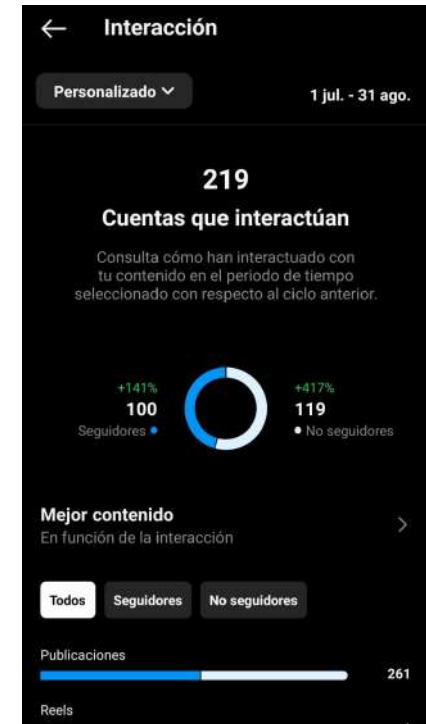 Interacción
Personalizado
1 jul. - 31 ago.
219
Cuentas que interactúan
Consulta cómo han interactuado con
tu contenido en el periodo de tiempo
seleccionado con respecto al ciclo anterior.
+141%
100
Seguidores
+417%
119
No seguidores
Mejor contenido
En función de la interacción
Todos
Seguidores
No seguidores
Publicaciones
261
Reels